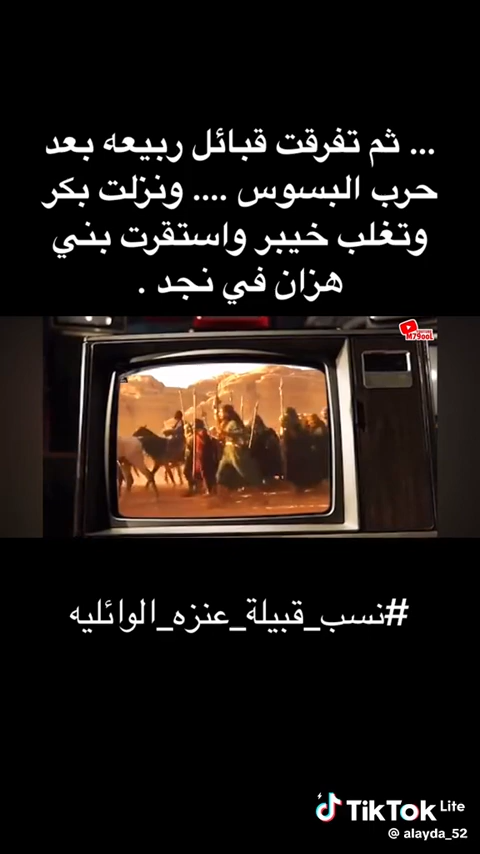 ... ثم تفرقت قبائل ربيعه بعد
حرب البسوس .... ونزلت بكر
وتغلب خيبر واستقرت بني
هزان في نجد .
M79ooL
#نسب_قبيلة_عنزه_الوائليه
TikTok Lite
@ alayda_52